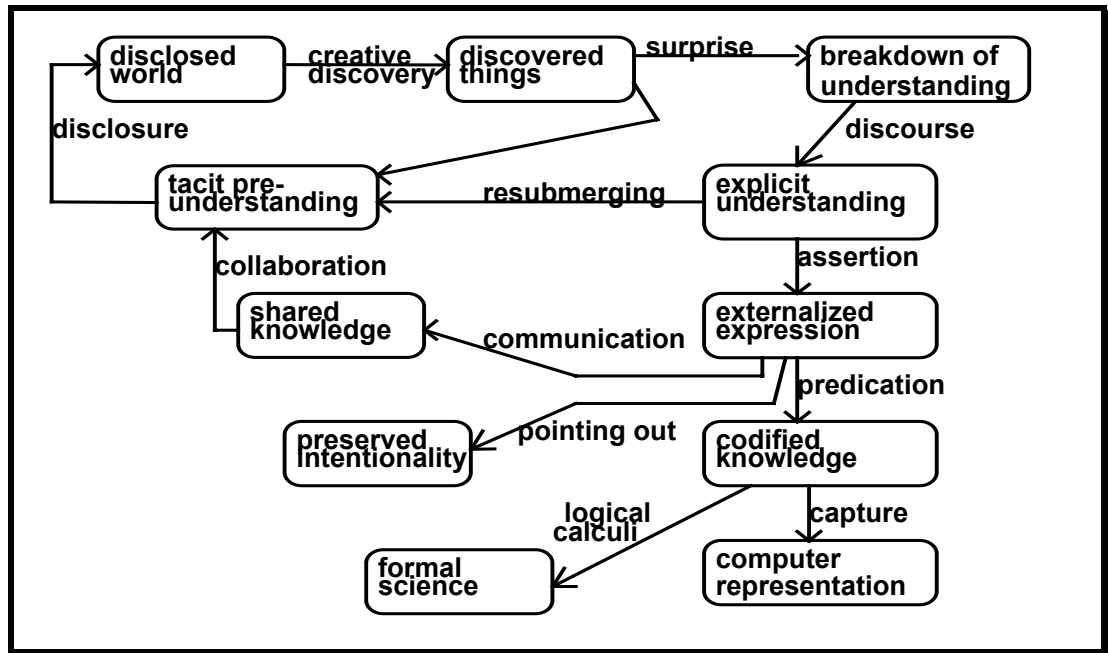 disclosed
world
creative
discovery
discovered
things
surprise
breakdown of
understanding
disclosure
discourse
tacit pre-
understanding
resubmerging
explicit
understanding
collaboration
assertion
shared
knowledge
communication
externalized
expression
predication
preserved
intentionality
pointing out
codified
knowledge
logical
calculi
capture
formal
science
computer
representation